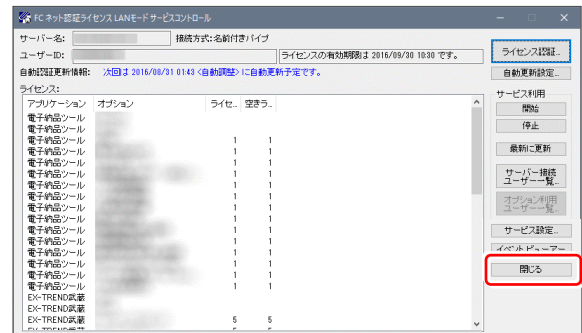 FC ネット認証ライセンス LANモード サービスコントロール
サーバー名: 接続方式:名前付きパイプ
ユーザーID: ライセンスの有効期限は 2016/09/30 10:30 です。
自動認証更新情報: 次回は 2016/08/31 01:43 <自動調整> に自動更新予定です。
ライセンス:
アプリケーション オプション ライセ... 空きラ...
電子納品ツール
電子納品ツール
電子納品ツール
電子納品ツール 1 1
電子納品ツール 1 1
電子納品ツール 1 1
電子納品ツール 1 1
電子納品ツール 1 1
電子納品ツール 1 1
電子納品ツール 1 1
電子納品ツール 1 1
電子納品ツール 1 1
電子納品ツール 1 1
電子納品ツール 1 1
電子納品ツール 1 1
電子納品ツール 1 1
電子納品ツール 1 1
EX-TREND武蔵
EX-TREND武蔵
EX-TREND武蔵 5 5
ライセンス認証...
自動更新設定...
サービス利用
開始
停止
最新に更新
サーバー接続
ユーザー一覧...
オプション利用
ユーザー一覧...
サービス設定...
イベントビューアー
閉じる